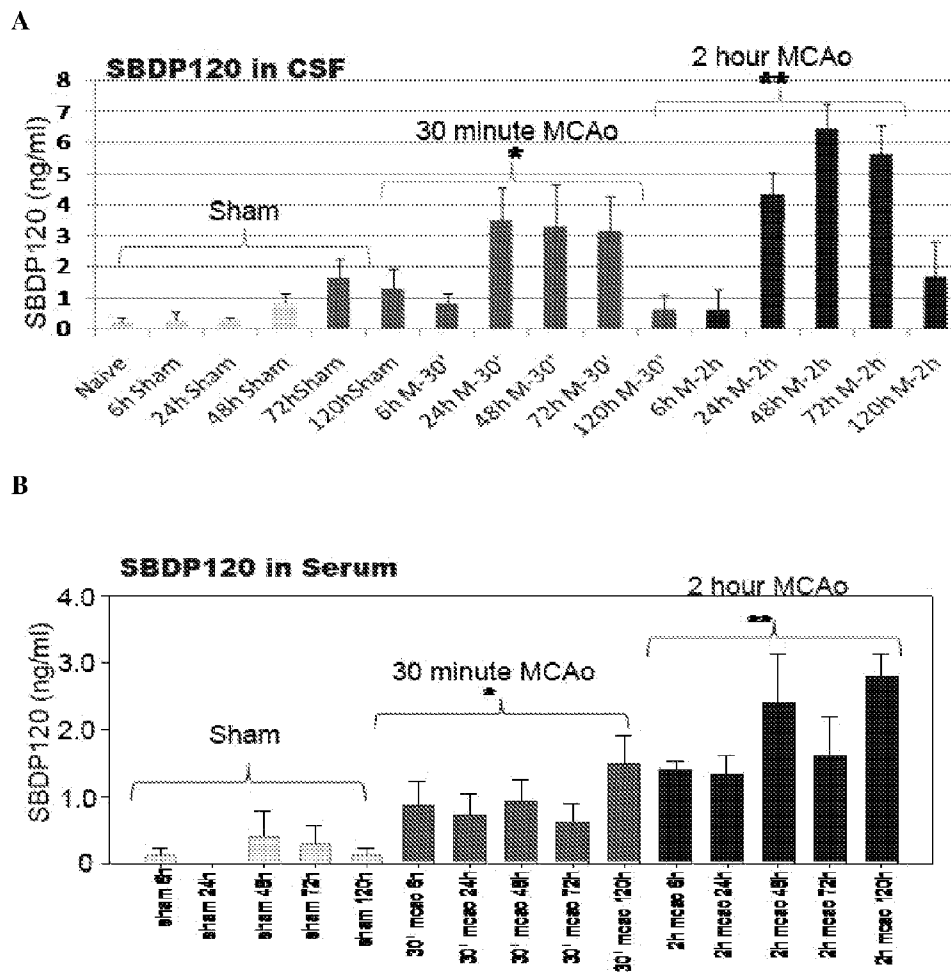 A
SBDP120 in CSF
2 hour MCAo
**
30 minute MCAo
*
Sham
SBDP120 (ng/ml)
8
7
6
5
4
3
2
1
0
Naïve
6h Sham
24h Sham
48h Sham
72hSham
120hSham
6h M-30'
24h M-30'
48h M-30'
72h M-30'
120h M-30'
6h M-2h
24h M-2h
48h M-2h
72h M-2h
120h M-2h
B
SBDP120 in Serum
2 hour MCAo
**
30 minute MCAo
*
Sham
SBDP120 (ng/ml)
4.0
3.0
2.0
1.0
0
sham 6h
sham 24h
sham 48h
sham 72h
sham 120h
30' mcao 6h
30' mcao 24h
30' mcao 48h
30' mcao 72h
30' mcao 120h
2h mcao 6h
2h mcao 24h
2h mcao 48h
2h mcao 72h
2h mcao 120h